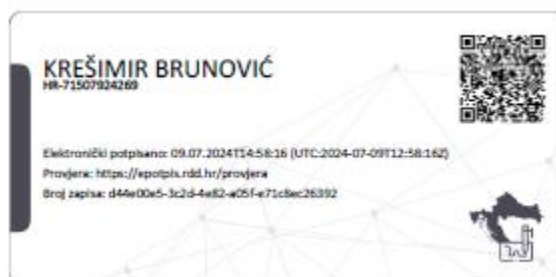 KREŠIMIR BRUNOVIĆ
HR-71507924269
Elektronički potpisano: 09.07.2024T14:58:16 (UTC:2024-07-09T12:58:16Z)
Provjera: https://epotpis.rdd.hr/provjera
Broj zapisa: d44e00e5-3c2d-4e82-a05f-e71c8ec26392